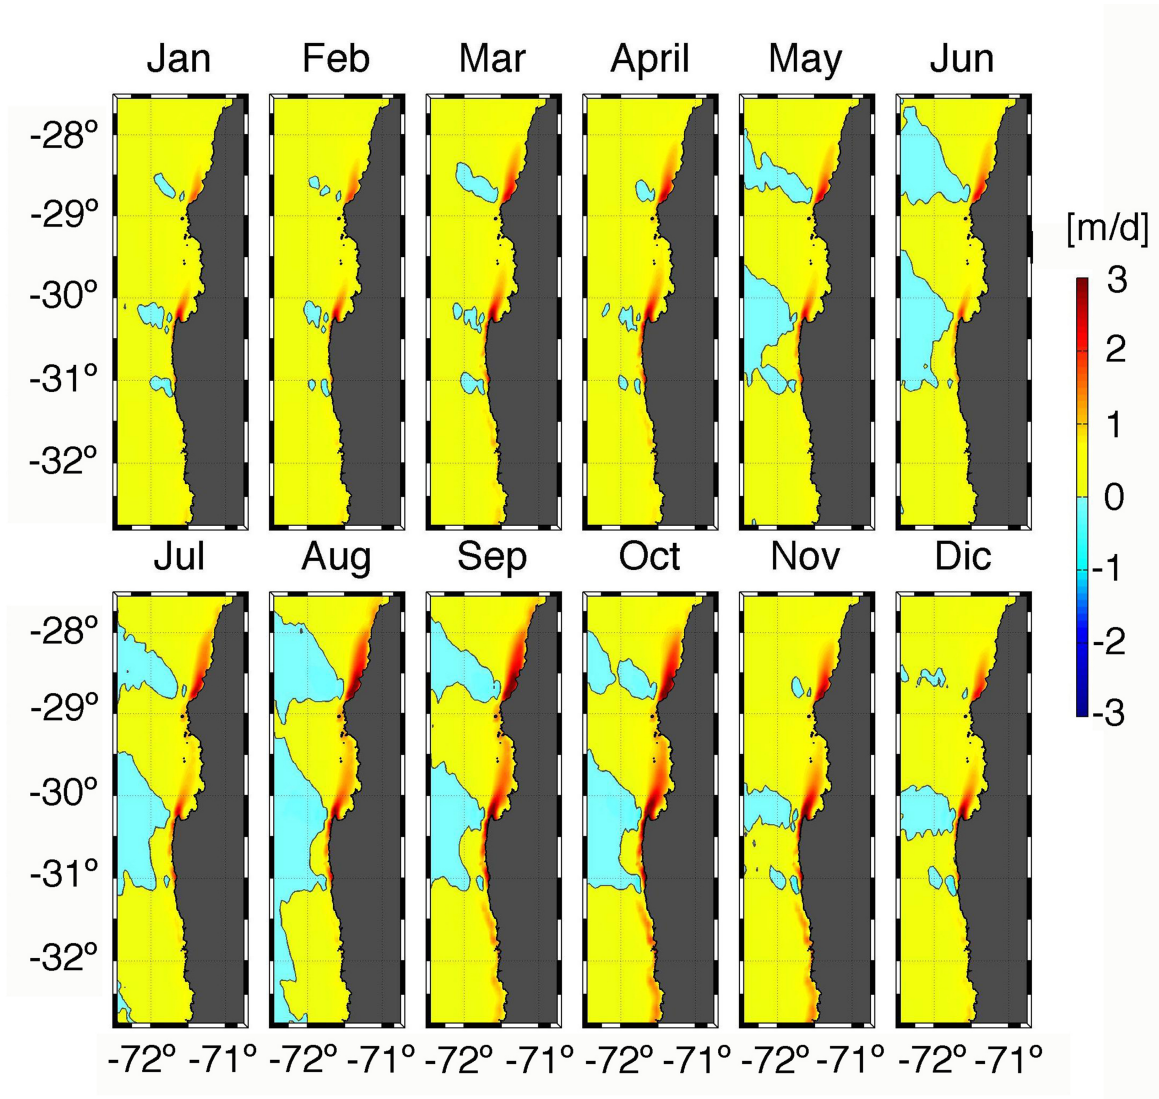 Jan Feb Mar April May Jun
-28º
-29º
-30º
-31º
-32º
[m/d]
3
2
1
0
-1
-2
-3
Jul Aug Sep Oct Nov Dic
-28º
-29º
-30º
-31º
-32º
-72º -71º -72º -71º -72º -71º -72º -71º -72º -71º -72º -71º